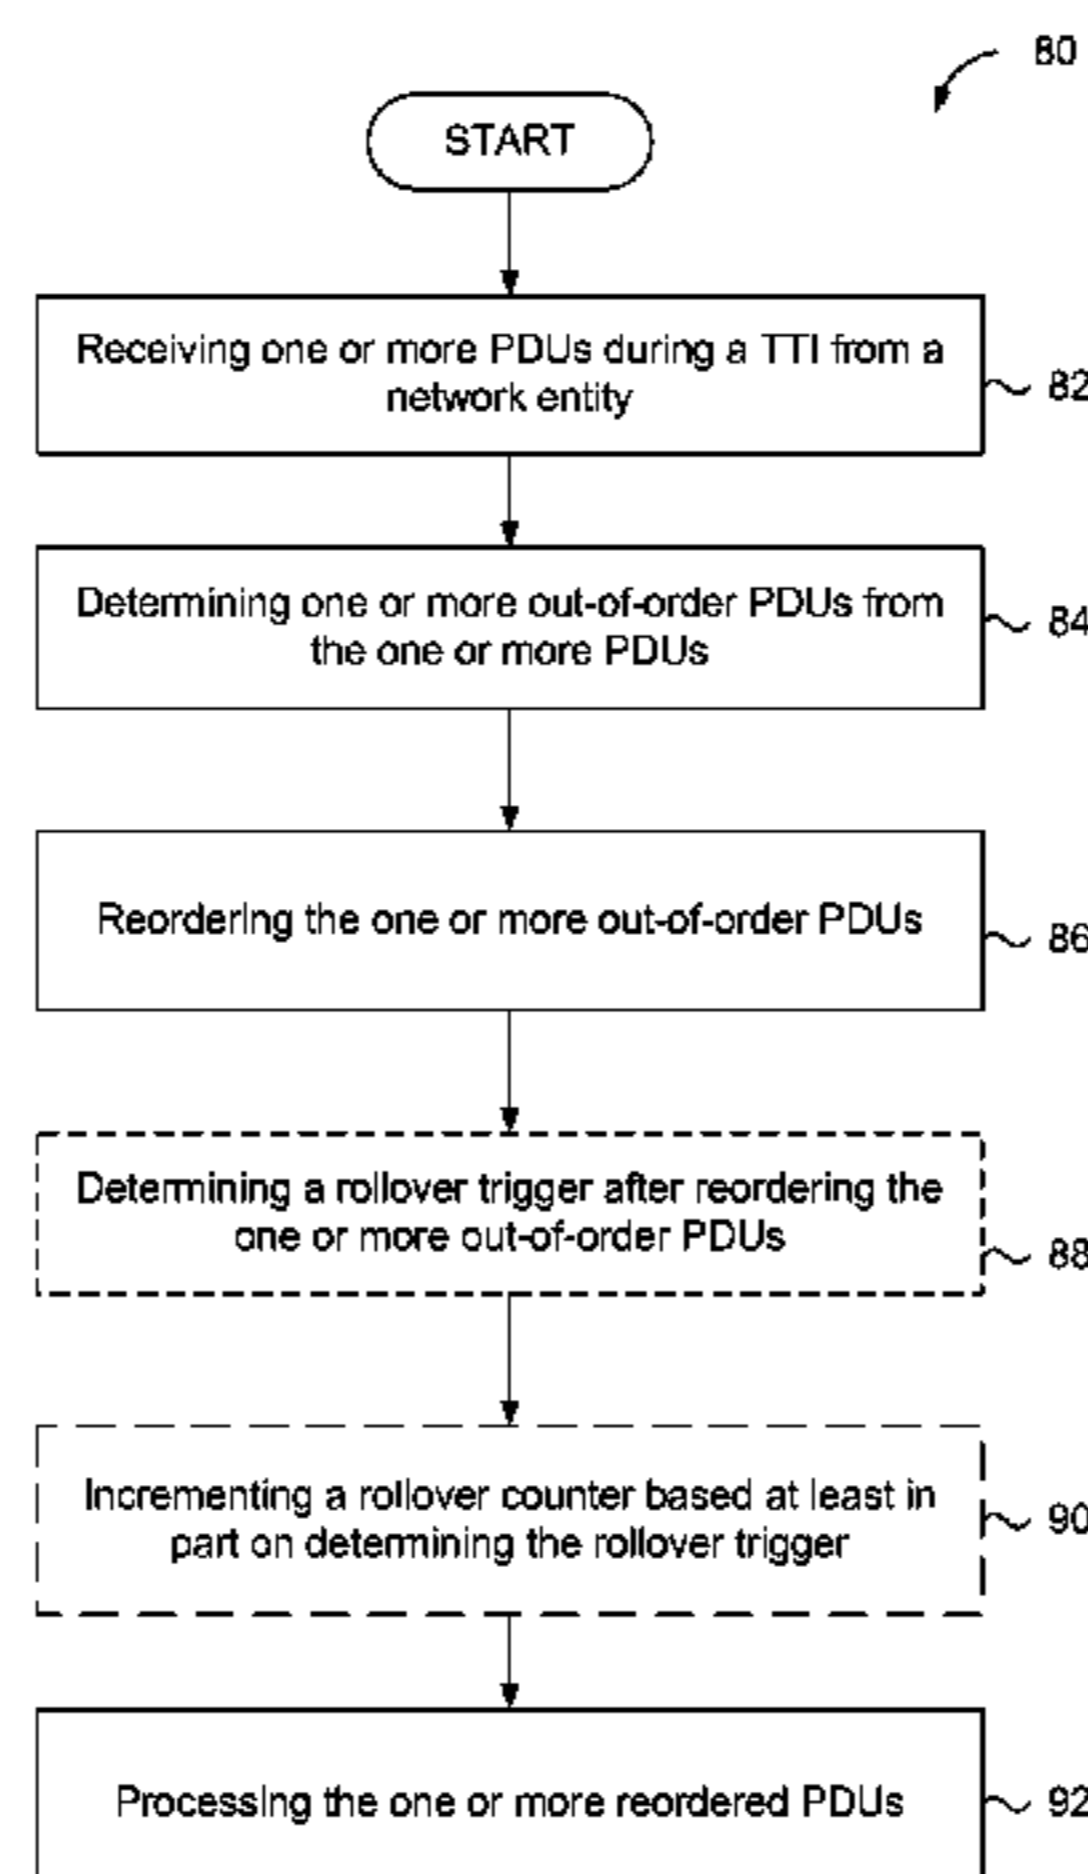 80
START
Receiving one or more PDUs during a TTI from a
network entity
82
Determining one or more out-of-order PDUs from
the one or more PDUs
84
Reordering the one or more out-of-order PDUs
86
Determining a rollover trigger after reordering the
one or more out-of-order PDUs
88
Incrementing a rollover counter based at least in
part on determining the rollover trigger
90
Processing the one or more reordered PDUs
92